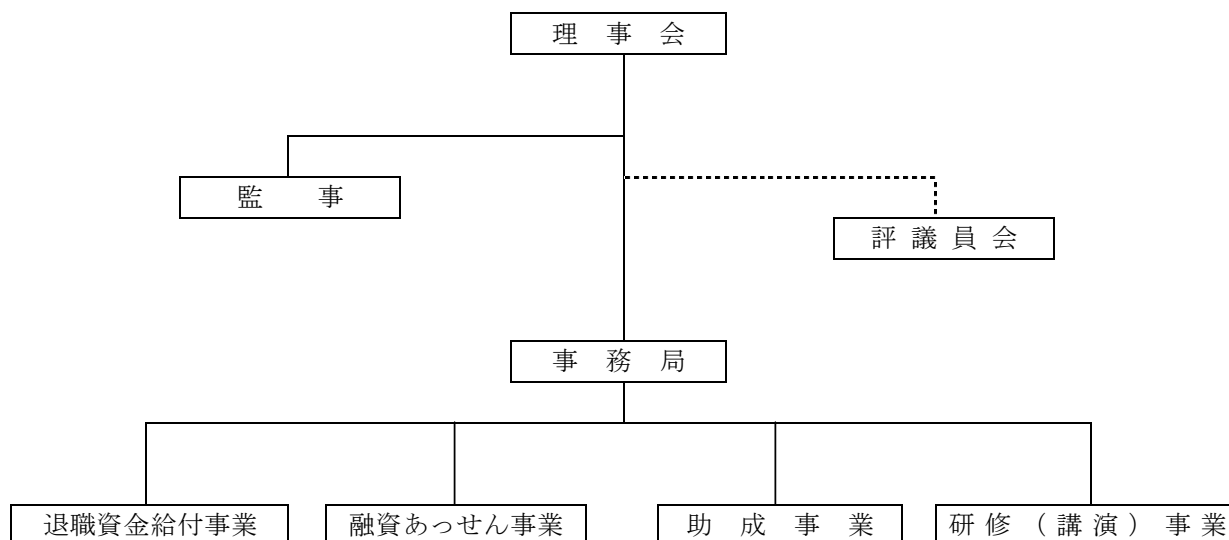 理事会
監事
評議員会
事務局
退職資金給付事業
融資あっせん事業
助成事業
研修（講演）事業